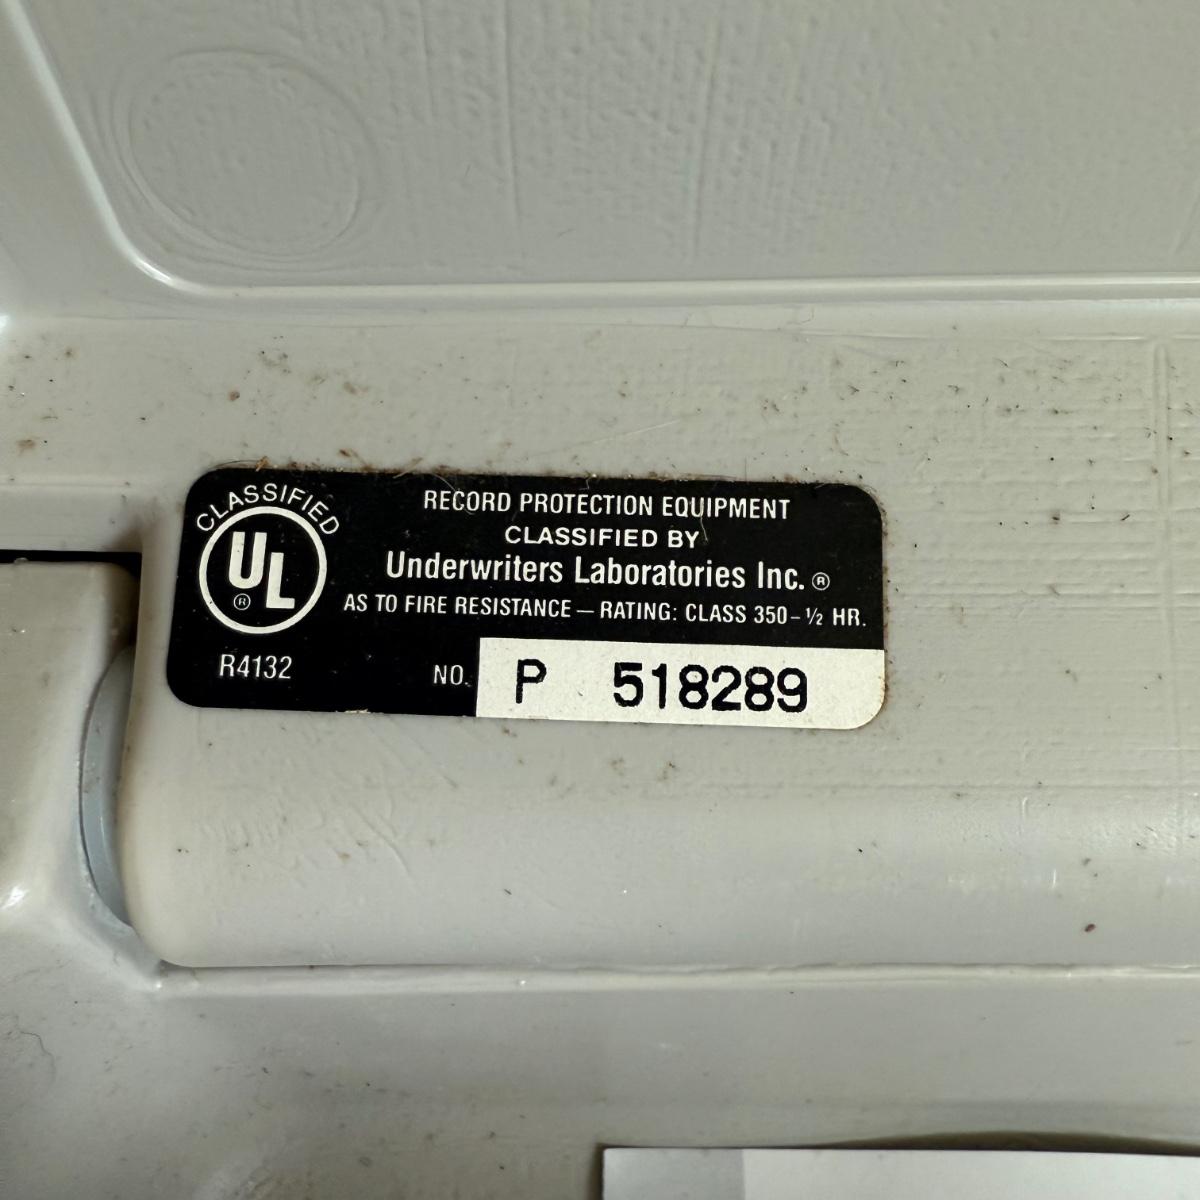 CLASSIFIED
UL
®
R4132
RECORD PROTECTION EQUIPMENT
CLASSIFIED BY
Underwriters Laboratories Inc. ®
AS TO FIRE RESISTANCE — RATING: CLASS 350 - ½ HR.
NO. P 518289